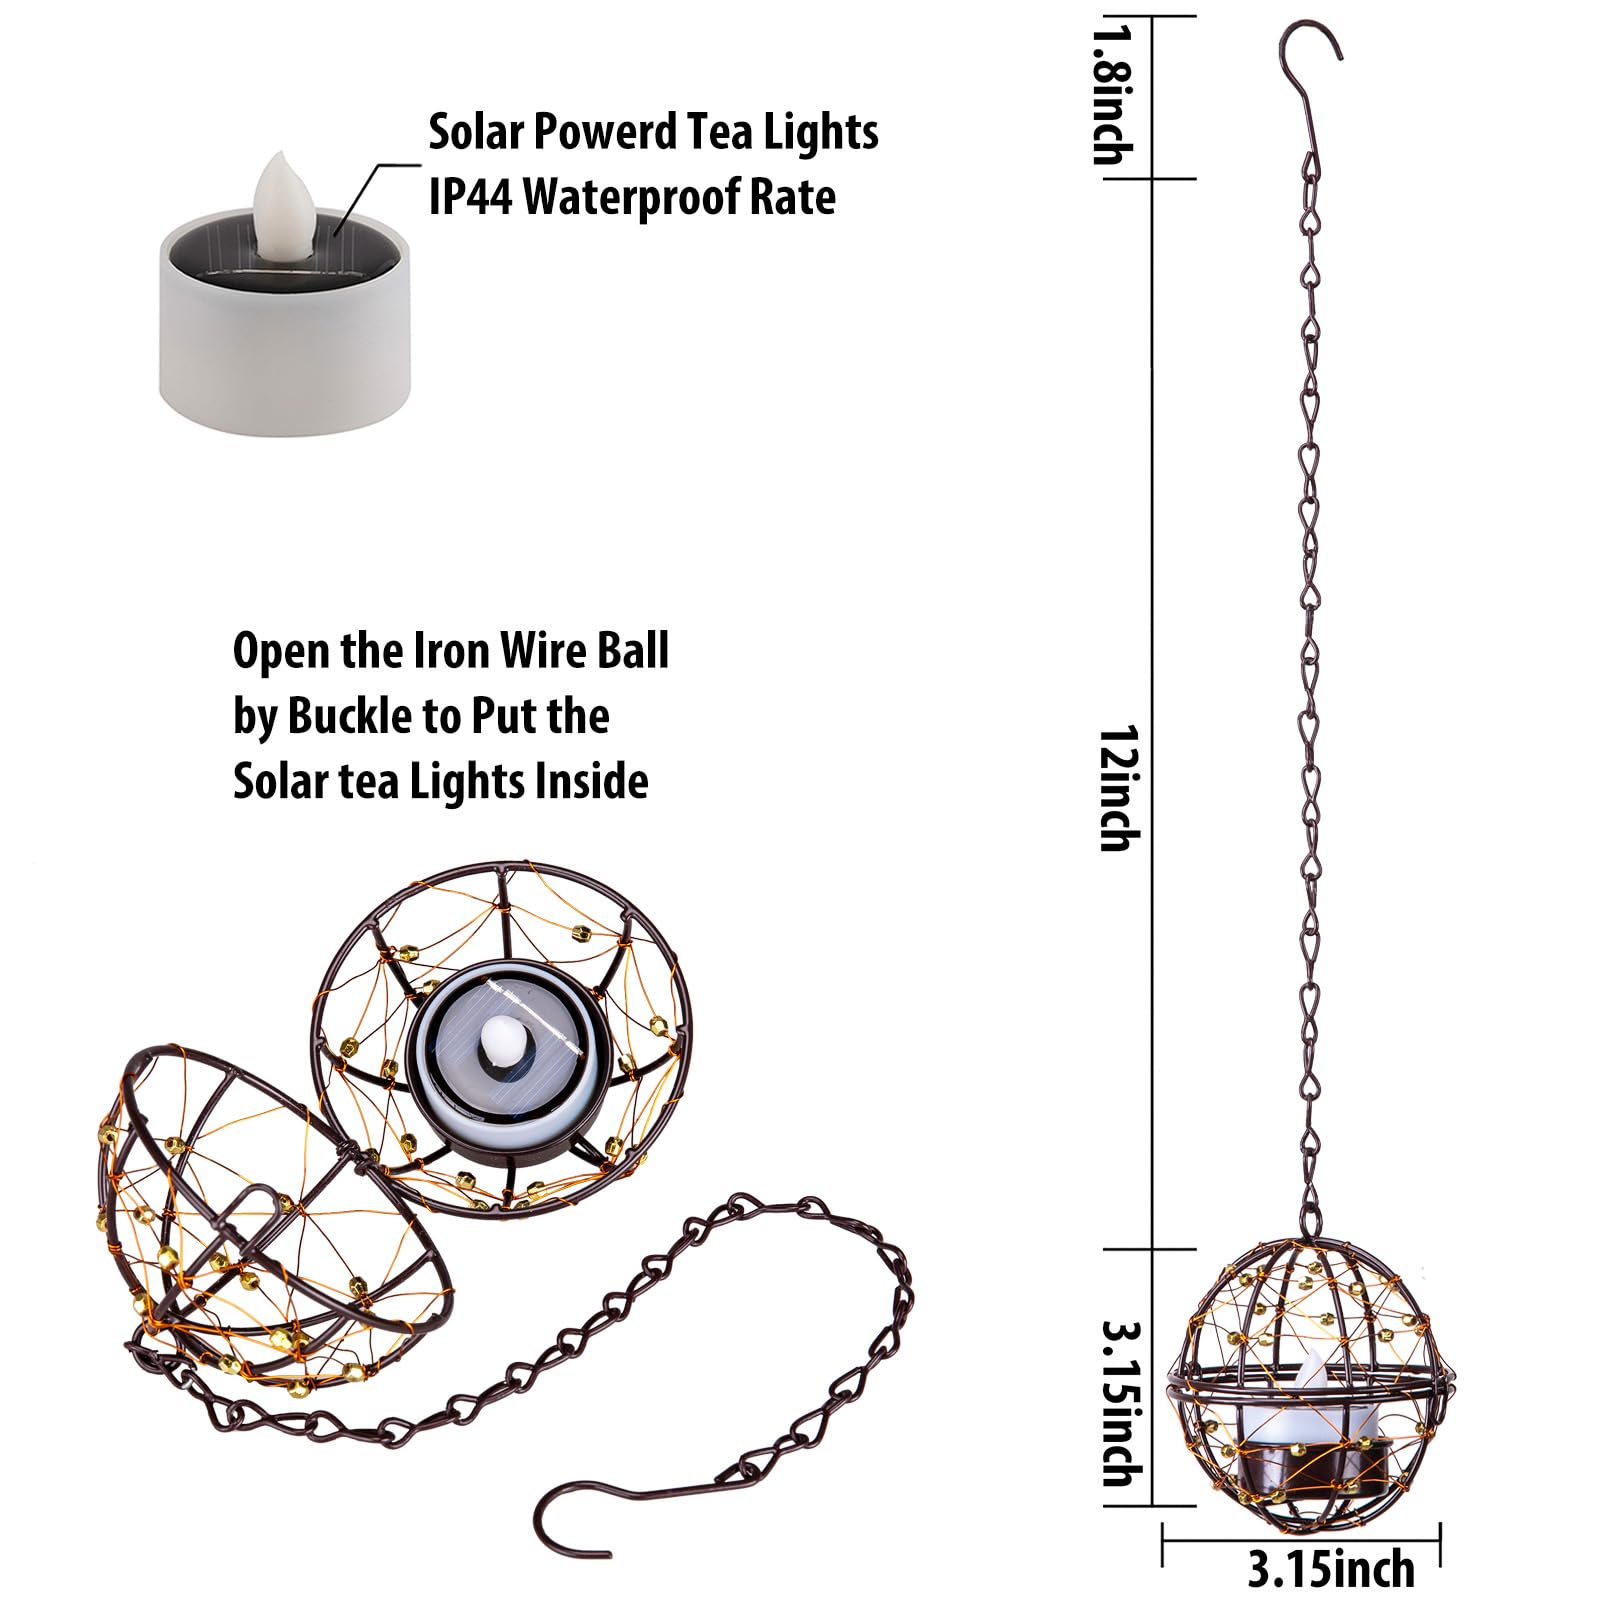 Solar Powerd Tea Lights
IP44 Waterproof Rate
Open the Iron Wire Ball
by Buckle to Put the
Solar tea Lights Inside
1.8inch
12inch
3.15inch
3.15inch